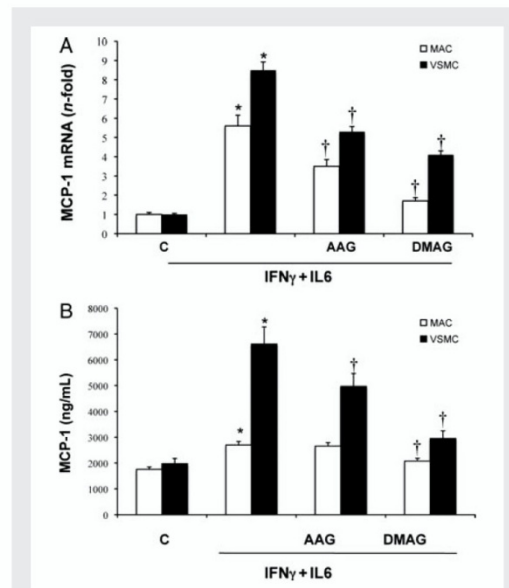 A
MCP-1 mRNA (n-fold)
10
9
8
7
6
5
4
3
2
1
0
MAC
VSMC
*
*
†
†
†
†
C
AAG
DMAG
IFNγ + IL6
B
MCP-1 (ng/mL)
8000
7000
6000
5000
4000
3000
2000
1000
0
MAC
VSMC
*
*
†
†
†
C
AAG
DMAG
IFNγ + IL6